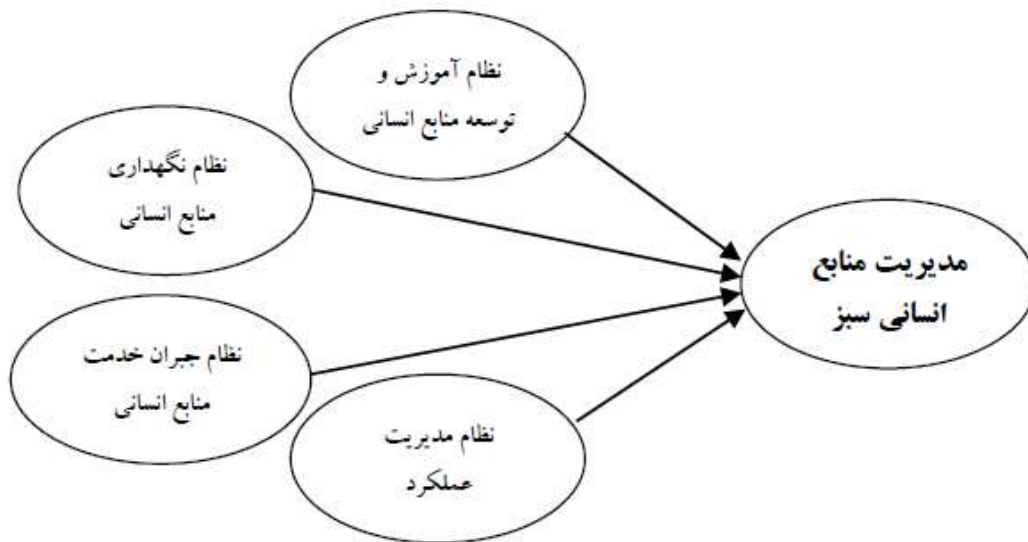 نظام آموزش و
توسعه منابع انسانی
نظام نگهداری
منابع انسانی
مدیریت منابع
انسانی سبز
نظام جبران خدمت
منابع انسانی
نظام مدیریت
عملکرد